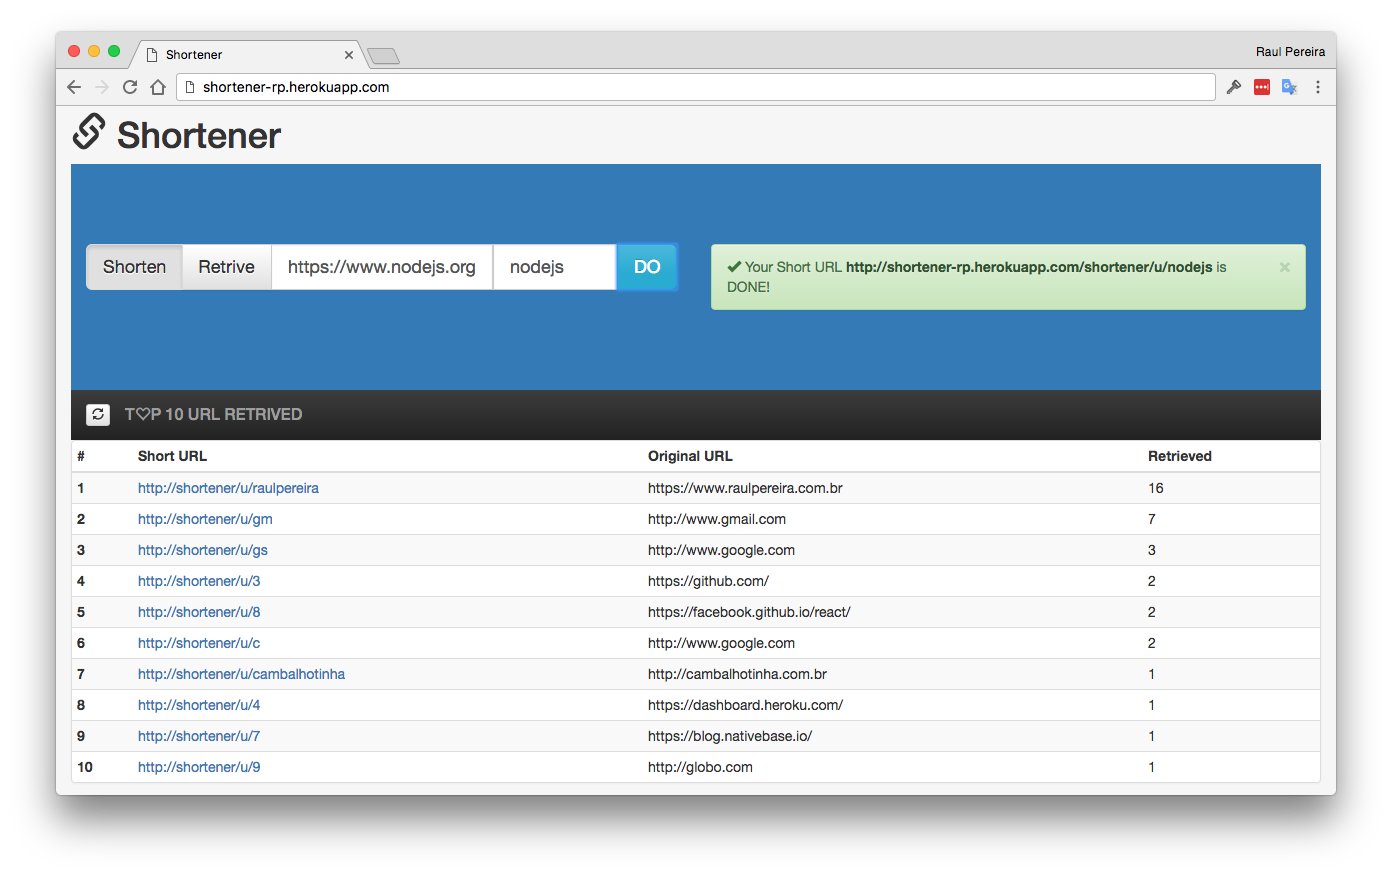 Shortener
Raul Pereira
shortener-rp.herokuapp.com
Shortener
Shorten Retrive https://www.nodejs.org nodejs DO
Your Short URL http://shortener-rp.herokuapp.com/shortener/u/nodejs is
DONE!
T♡P 10 URL RETRIVED
# Short URL Original URL Retrieved
1 http://shortener/u/raulpereira https://www.raulpereira.com.br 16
2 http://shortener/u/gm http://www.gmail.com 7
3 http://shortener/u/gs http://www.google.com 3
4 http://shortener/u/3 https://github.com/ 2
5 http://shortener/u/8 https://facebook.github.io/react/ 2
6 http://shortener/u/c http://www.google.com 2
7 http://shortener/u/cambalhotinha http://cambalhotinha.com.br 1
8 http://shortener/u/4 https://dashboard.heroku.com/ 1
9 http://shortener/u/7 https://blog.nativebase.io/ 1
10 http://shortener/u/9 http://globo.com 1